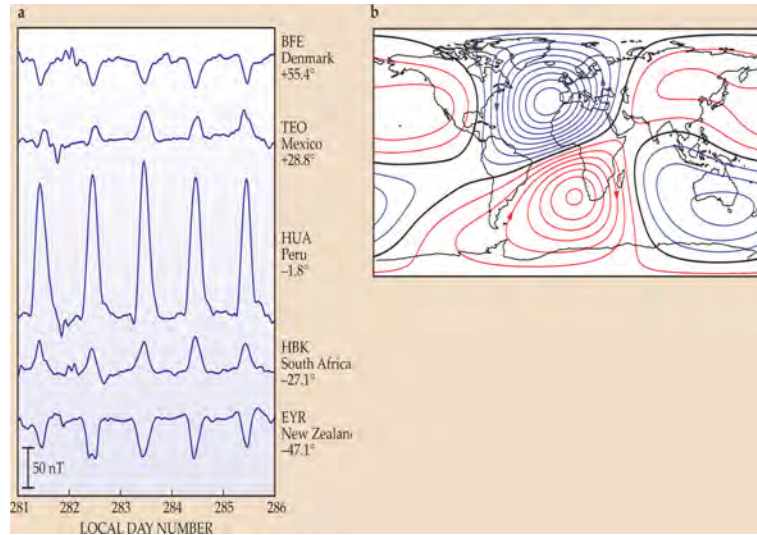 a
BFE
Denmark
+55.4°
TEO
Mexico
+28.8°
HUA
Peru
–1.8°
HBK
South Africa
–27.1°
EYR
New Zealan
–47.1°
50 nT
281 282 283 284 285 286
LOCAL DAY NUMBER
b